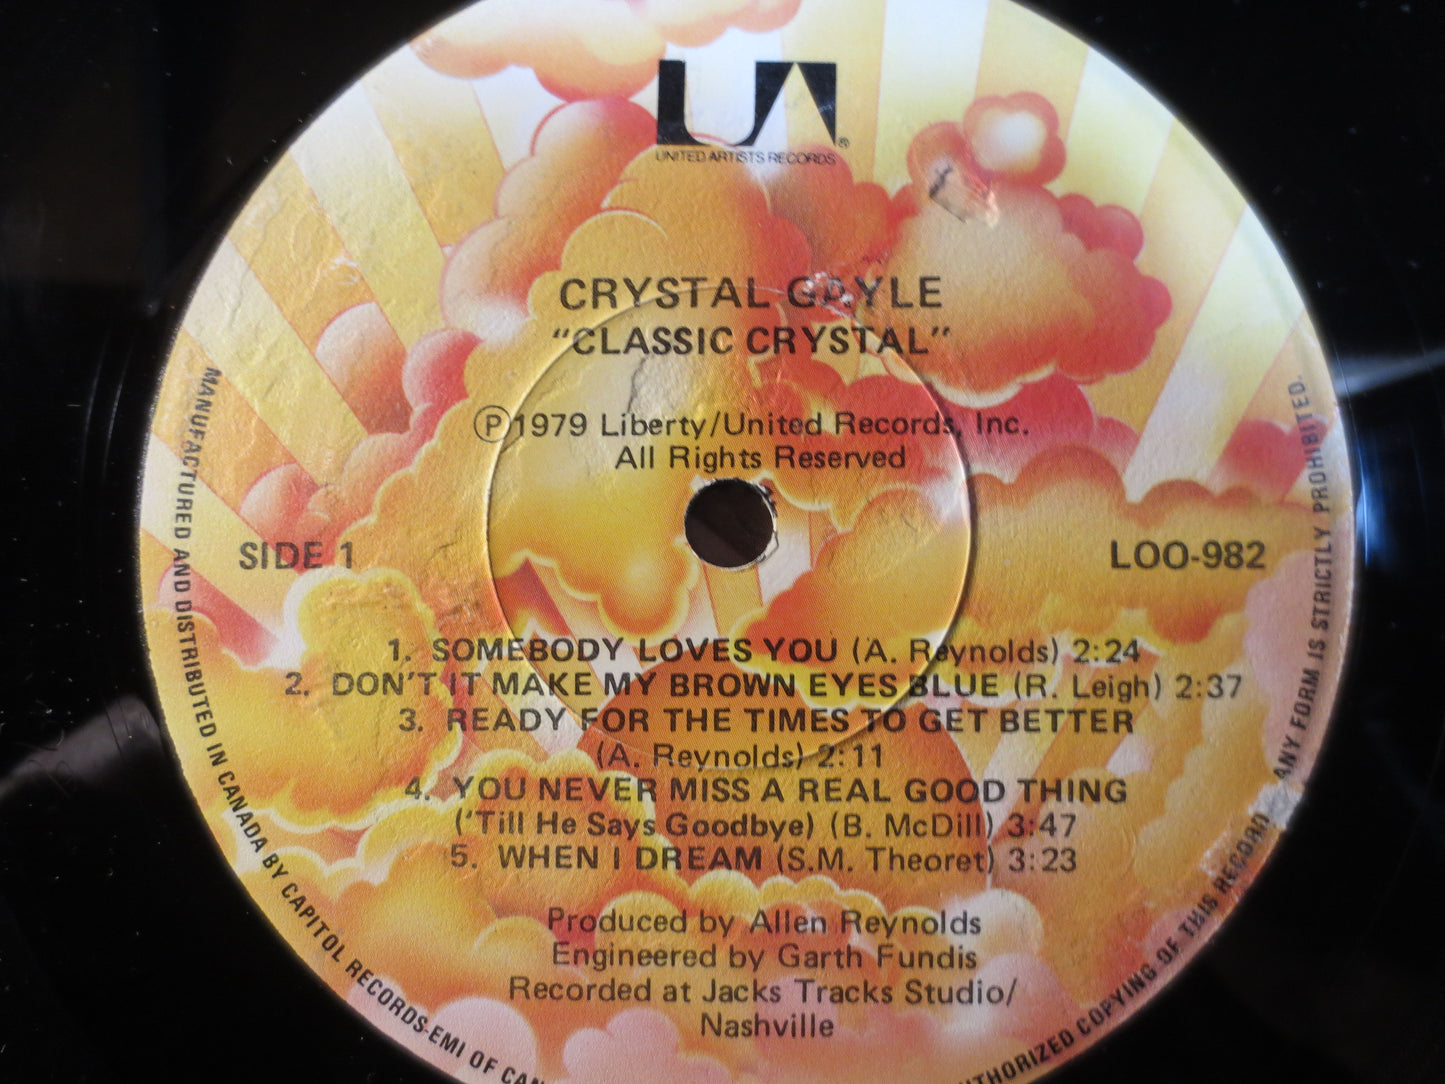 UA®
UNITED ARTISTS RECORDS
CRYSTAL GAYLE
"CLASSIC CRYSTAL"
Ⓟ1979 Liberty/United Records, Inc.
All Rights Reserved
SIDE 1
LOO-982
1. SOMEBODY LOVES YOU (A. Reynolds) 2:24
2. DON'T IT MAKE MY BROWN EYES BLUE (R. Leigh) 2:37
3. READY FOR THE TIMES TO GET BETTER
(A. Reynolds) 2:11
4. YOU NEVER MISS A REAL GOOD THING
('Till He Says Goodbye) (B. McDill) 3:47
5. WHEN I DREAM (S.M. Theoret) 3:23
Produced by Allen Reynolds
Engineered by Garth Fundis
Recorded at Jacks Tracks Studio/
Nashville
MANUFACTURED AND DISTRIBUTED IN CANADA BY CAPITOL RECORDS-EMI OF CAN
THORIZED COPYING OF THIS RECORD ANY FORM IS STRICTLY PROHIBITED.